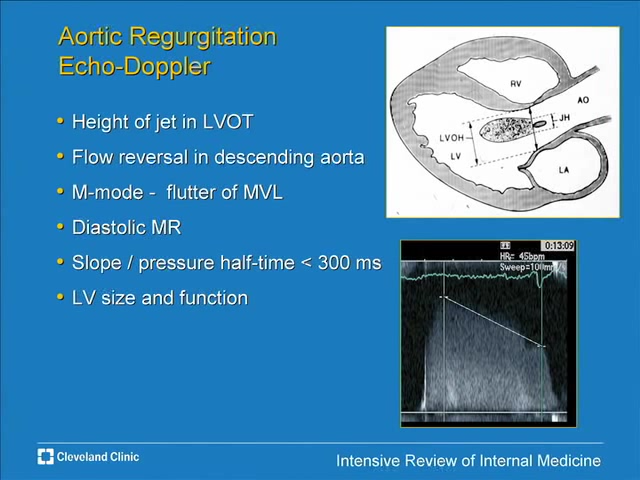 Aortic Regurgitation
Echo-Doppler
• Height of jet in LVOT
• Flow reversal in descending aorta
• M-mode - flutter of MVL
• Diastolic MR
• Slope / pressure half-time < 300 ms
• LV size and function
RV
AO
JH
LVOH
LV
LA
0:13:09
HR= 45bpm
Sweep=100mm/s
Cleveland Clinic
Intensive Review of Internal Medicine